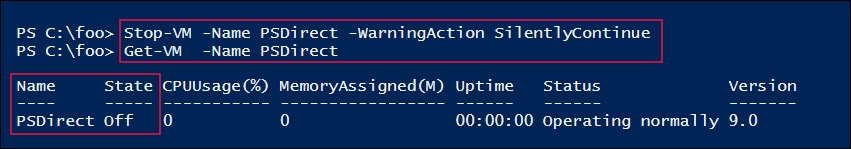 PS C:\foo> Stop-VM -Name PSDirect -WarningAction SilentlyContinue
PS C:\foo> Get-VM  -Name PSDirect
Name     State CPUUsage(%) MemoryAssigned(M) Uptime   Status             Version
----     ----- ----------- ----------------- ------   ------             -------
PSDirect Off   0           0                 00:00:00 Operating normally 9.0